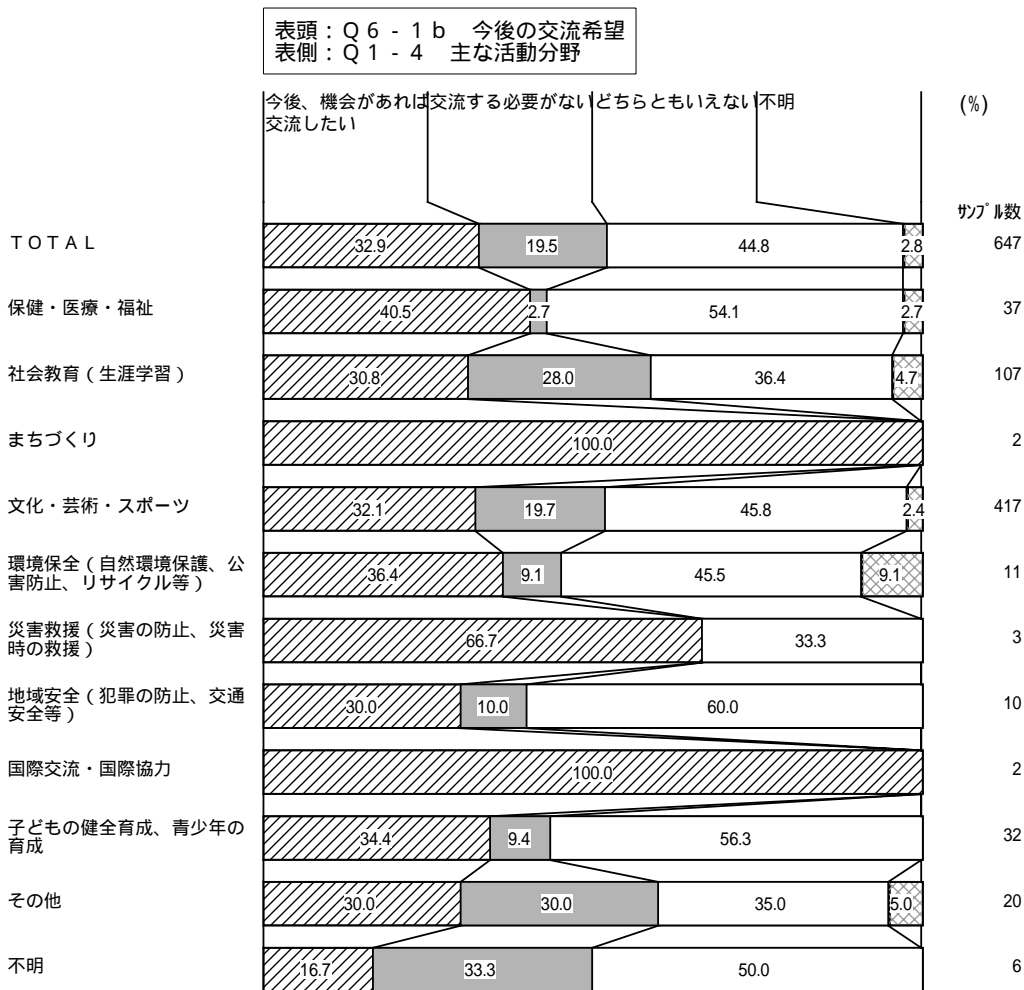 表頭：Ｑ６－１ｂ　今後の交流希望
表側：Ｑ１－４　主な活動分野
今後、機会があれば交流する必要がないどちらともいえない不明
交流したい
(%)
ｻﾝﾌﾟﾙ数
ＴＯＴＡＬ 32.9 19.5 44.8 2.8 647
保健・医療・福祉 40.5 2.7 54.1 2.7 37
社会教育（生涯学習） 30.8 28.0 36.4 4.7 107
まちづくり 100.0 2
文化・芸術・スポーツ 32.1 19.7 45.8 2.4 417
環境保全（自然環境保護、公
害防止、リサイクル等） 36.4 9.1 45.5 9.1 11
災害救援（災害の防止、災害
時の救援） 66.7 33.3 3
地域安全（犯罪の防止、交通
安全等） 30.0 10.0 60.0 10
国際交流・国際協力 100.0 2
子どもの健全育成、青少年の
育成 34.4 9.4 56.3 32
その他 30.0 30.0 35.0 5.0 20
不明 16.7 33.3 50.0 6